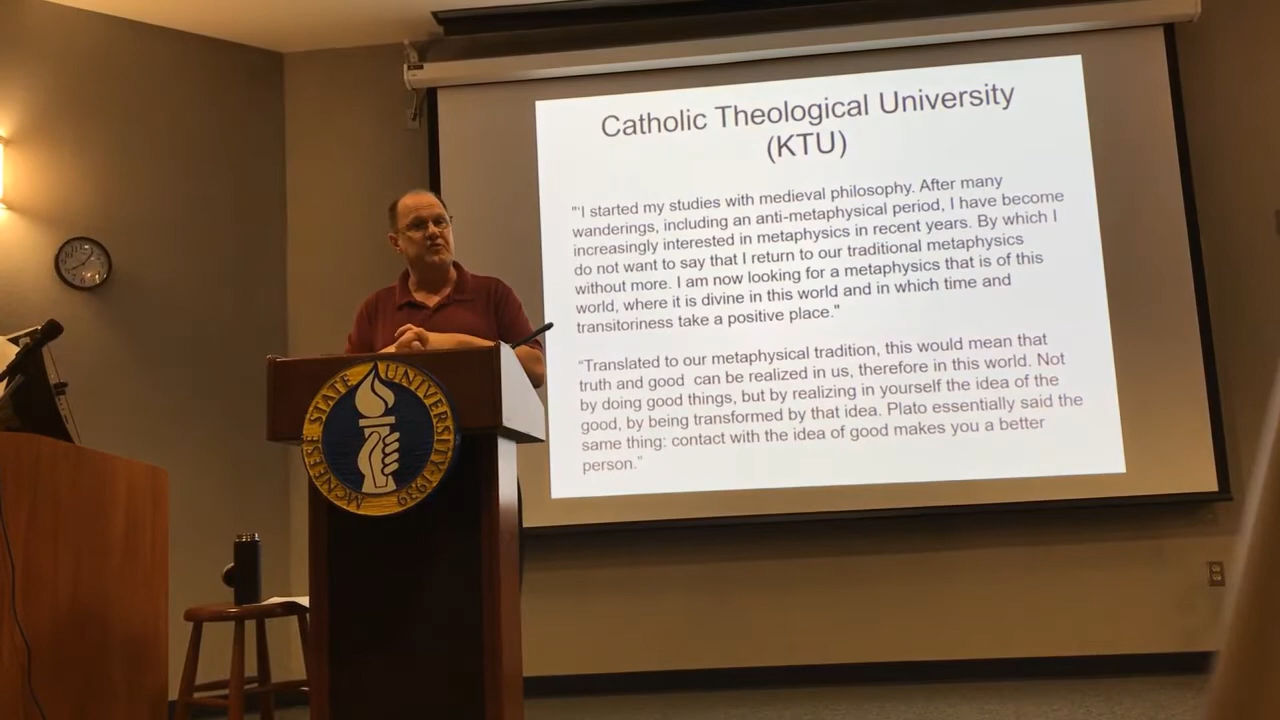 Catholic Theological University
(KTU)
"'I started my studies with medieval philosophy. After many
wanderings, including an anti-metaphysical period, I have become
increasingly interested in metaphysics in recent years. By which I
do not want to say that I return to our traditional metaphysics
without more. I am now looking for a metaphysics that is of this
world, where it is divine in this world and in which time and
transitoriness take a positive place."
“Translated to our metaphysical tradition, this would mean that
truth and good  can be realized in us, therefore in this world. Not
by doing good things, but by realizing in yourself the idea of the
good, by being transformed by that idea. Plato essentially said the
same thing: contact with the idea of good makes you a better
person.”
MCNEESE STATE UNIVERSITY·1939